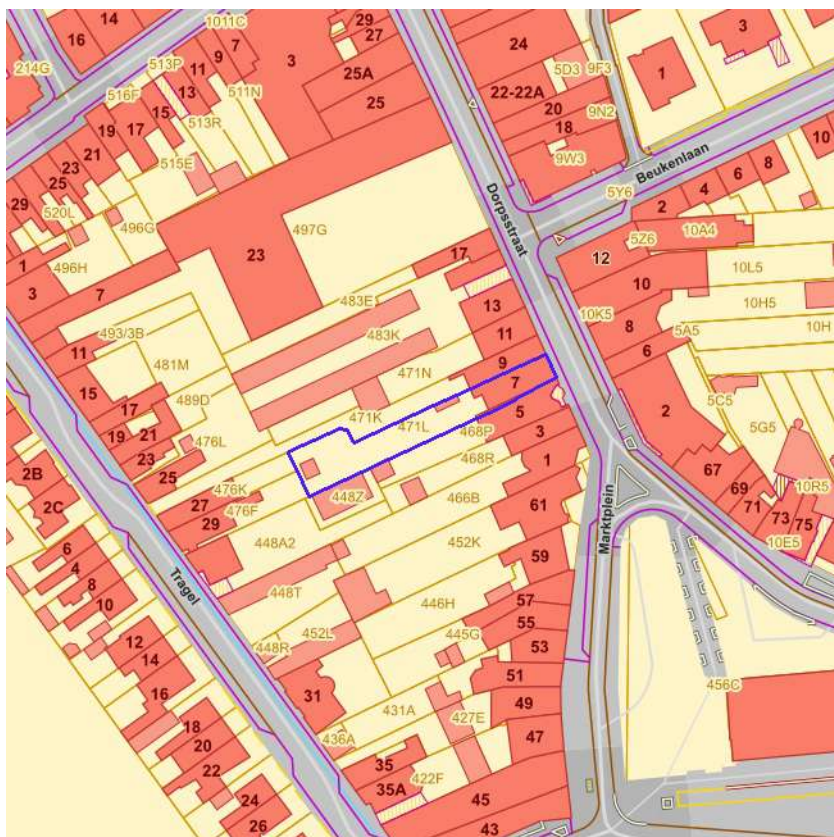 1011C
16
14
9
7
29
27
24
3
214G
513P
11
3
25A
5D3
9F3
1
516F
13
511N
22-22A
25
20
9N2
15
19
17
513R
18
21
10
23
515E
9W3
Beukenlaan
25
8
29
6
520L
5Y6
4
Dorpsstraat
2
496G
497G
5Z6
10A4
1
496H
23
17
12
10L5
3
7
483E
10
13
10H5
10K5
493/3B
483K
11
8
5A5
10H
11
481M
9
6
471N
7
15
489D
5C5
17
471K
471L
5
2
19
21
476L
468P
3
5G5
23
468R
1
67
2B
25
476K
448Z
69
10R5
27
476F
466B
61
71
2C
29
73
75
Marktplein
448A2
452K
10E5
6
59
4
Tragel
8
448T
446H
57
10
55
452L
445G
12
448R
53
14
51
456C
31
16
431A
49
427E
18
436A
47
20
35
22
422F
35A
45
24
26
43